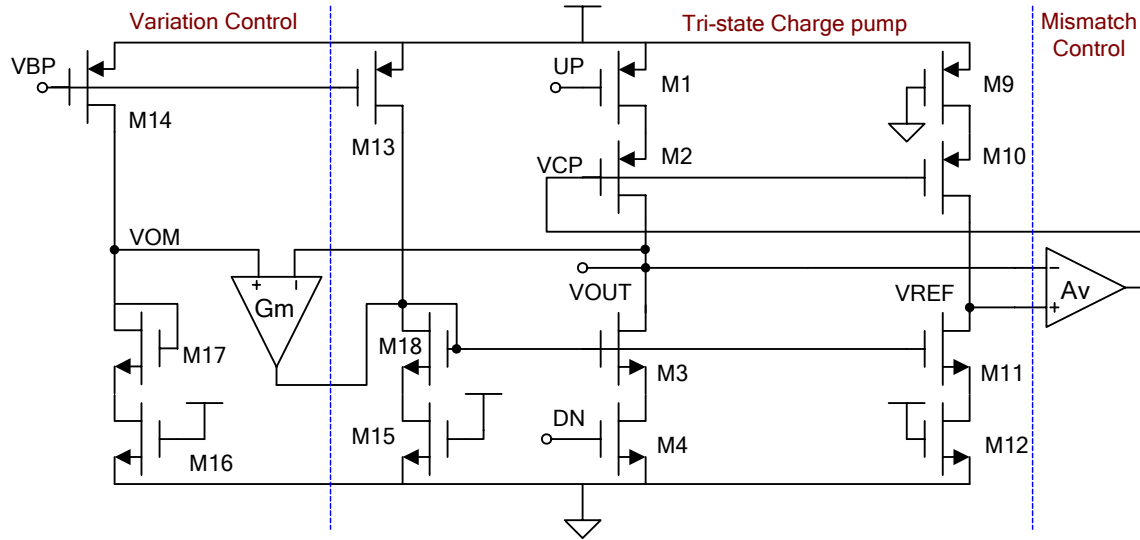 Variation Control
Tri-state Charge pump
Mismatch
Control
VBP
UP
M14
M13
M1
M9
VCP
M2
M10
VOM
+
−
Gm
VOUT
VREF
−
+
Av
M17
M18
M3
M11
DN
M16
M15
M4
M12